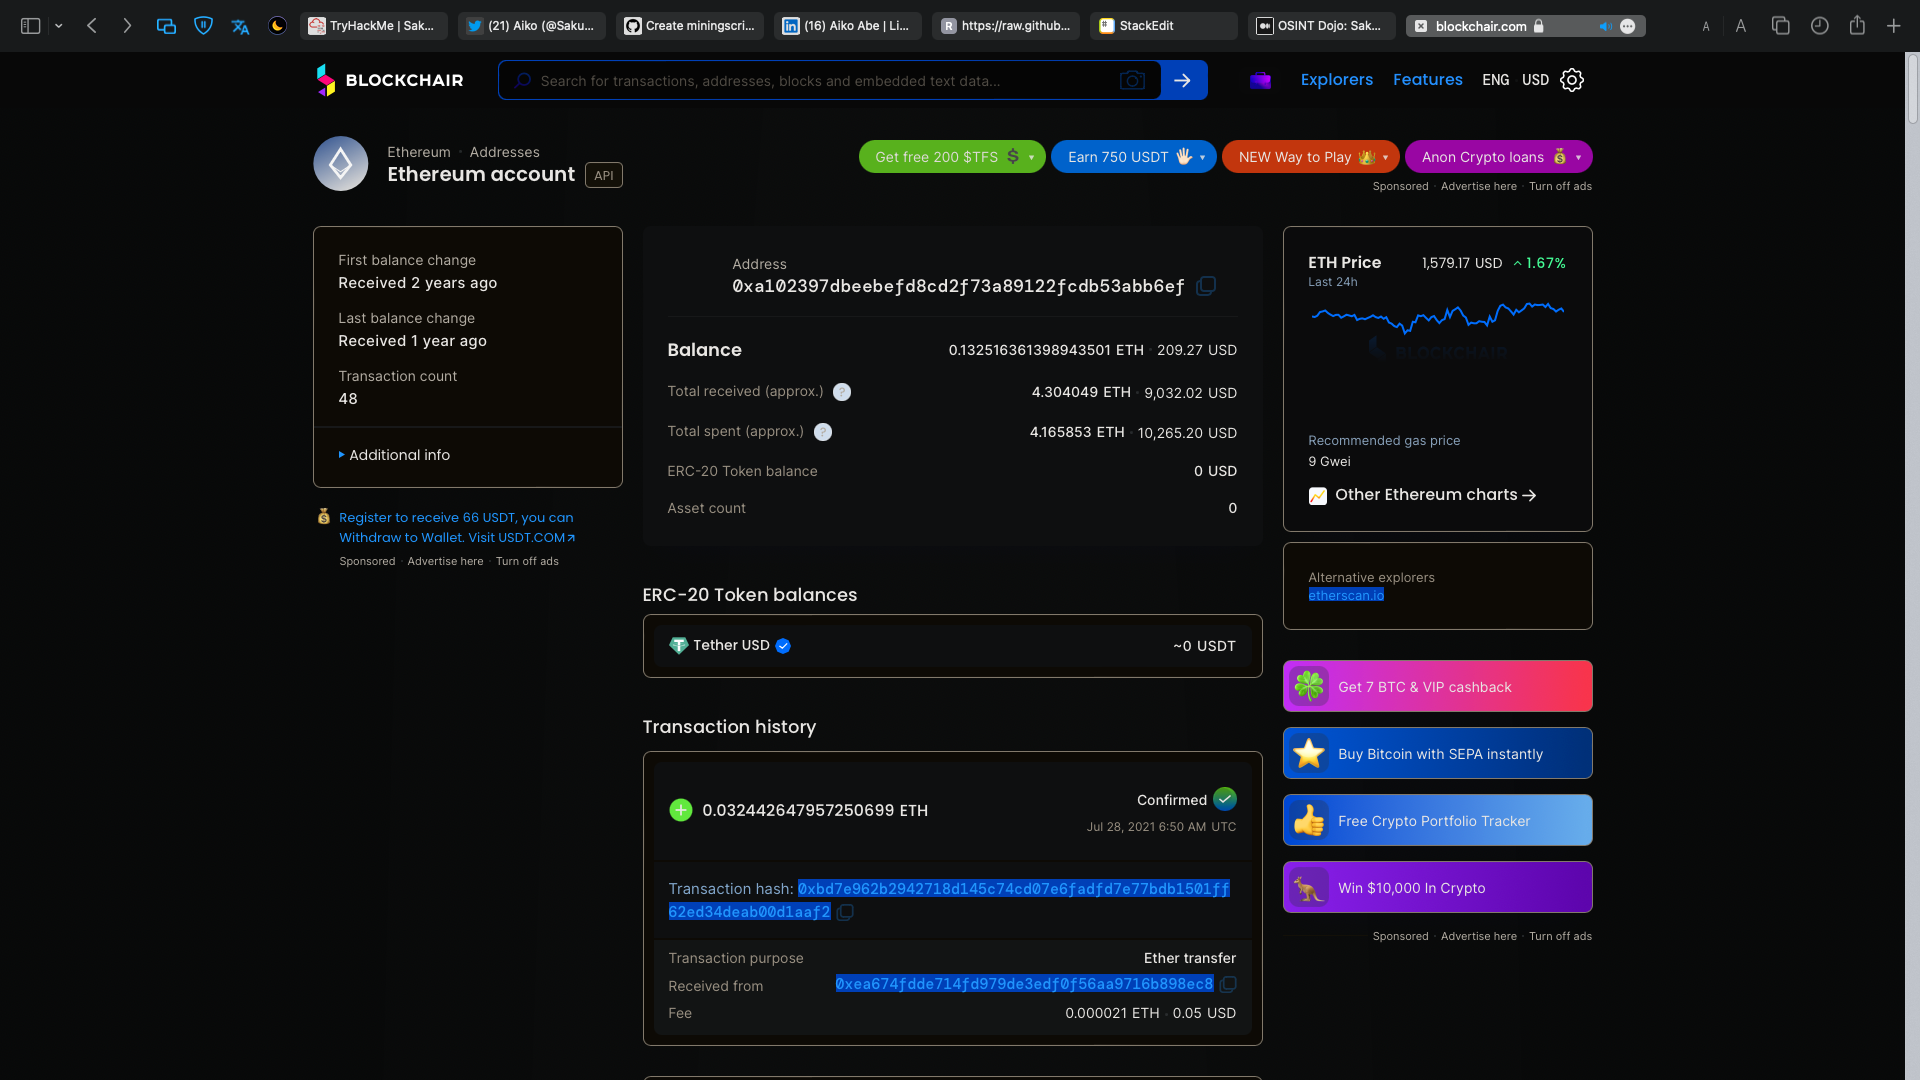 TryHackMe | Sak...
(21) Aiko (@Saku...
Create miningscri...
(16) Aiko Abe | Li...
https://raw.github...
StackEdit
OSINT Dojo: Sak...
blockchair.com
A
A
BLOCKCHAIR
Search for transactions, addresses, blocks and embedded text data...
Explorers
Features
ENG
USD
Ethereum · Addresses
Ethereum account
API
Get free 200 $TFS
Earn 750 USDT
NEW Way to Play
Anon Crypto loans
Sponsored · Advertise here · Turn off ads
First balance change
Received 2 years ago
Last balance change
Received 1 year ago
Transaction count
48
Additional info
Register to receive 66 USDT, you can
Withdraw to Wallet. Visit USDT.COM
Sponsored · Advertise here · Turn off ads
Address
0xa102397dbeebefd8cd2f73a89122fcdb53abb6ef
Balance
0.132516361398943501 ETH · 209.27 USD
Total received (approx.) ?
4.304049 ETH · 9,032.02 USD
Total spent (approx.) ?
4.165853 ETH · 10,265.20 USD
ERC-20 Token balance
0 USD
Asset count
0
ERC-20 Token balances
Tether USD
~0 USDT
Transaction history
0.032442647957250699 ETH
Confirmed
Jul 28, 2021 6:50 AM UTC
Transaction hash: 0xbd7e962b2942718d145c74cd07e6fadfd7e77bdb1501ff
62ed34deab00d1aaf2
Transaction purpose
Ether transfer
Received from
0xea674fdde714fd979de3edf0f56aa9716b898ec8
Fee
0.000021 ETH · 0.05 USD
ETH Price
1,579.17 USD
1.67%
Last 24h
BLOCKCHAIR
Recommended gas price
9 Gwei
Other Ethereum charts
Alternative explorers
etherscan.io
Get 7 BTC & VIP cashback
Buy Bitcoin with SEPA instantly
Free Crypto Portfolio Tracker
Win $10,000 In Crypto
Sponsored · Advertise here · Turn off ads